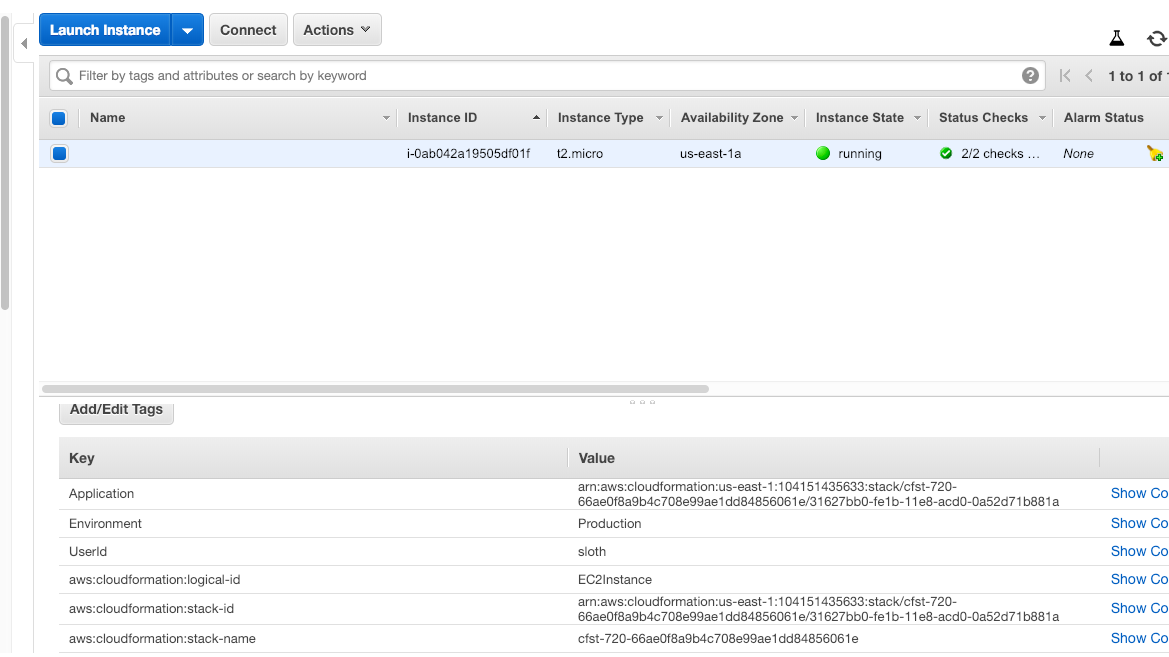 Launch Instance Connect Actions
Filter by tags and attributes or search by keyword ? 1 to 1 of
Name Instance ID Instance Type Availability Zone Instance State Status Checks Alarm Status
i-0ab042a19505df01f t2.micro us-east-1a running 2/2 checks ... None
Add/Edit Tags
Key Value
Application arn:aws:cloudformation:us-east-1:104151435633:stack/cfst-720-
66ae0f8a9b4c708e99ae1dd84856061e/31627bb0-fe1b-11e8-acd0-0a52d71b881a Show Co
Environment Production Show Co
UserId sloth Show Co
aws:cloudformation:logical-id EC2Instance Show Co
aws:cloudformation:stack-id arn:aws:cloudformation:us-east-1:104151435633:stack/cfst-720-
66ae0f8a9b4c708e99ae1dd84856061e/31627bb0-fe1b-11e8-acd0-0a52d71b881a Show Co
aws:cloudformation:stack-name cfst-720-66ae0f8a9b4c708e99ae1dd84856061e Show Co